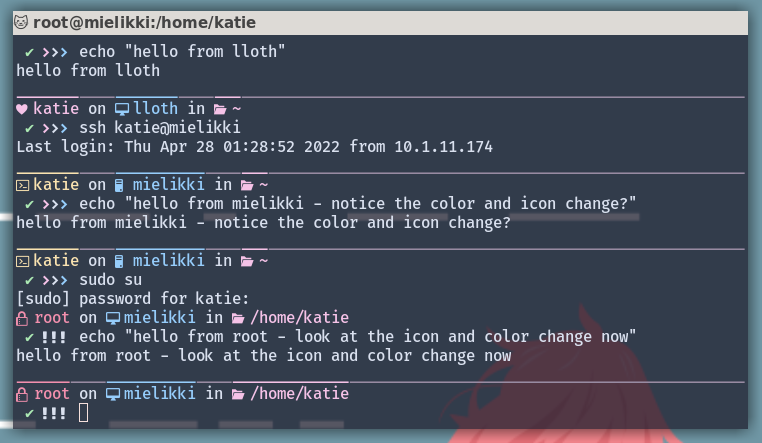 root@mielikki:/home/katie
✔ >>> echo "hello from lloth"
hello from lloth
katie on lloth in ~
✔ >>> ssh katie@mielikki
Last login: Thu Apr 28 01:28:52 2022 from 10.1.11.174
katie on mielikki in ~
✔ >>> echo "hello from mielikki - notice the color and icon change?"
hello from mielikki - notice the color and icon change?
katie on mielikki in ~
✔ >>> sudo su
[sudo] password for katie:
root on mielikki in /home/katie
✔ !!! echo "hello from root - look at the icon and color change now"
hello from root - look at the icon and color change now
root on mielikki in /home/katie
✔ !!!